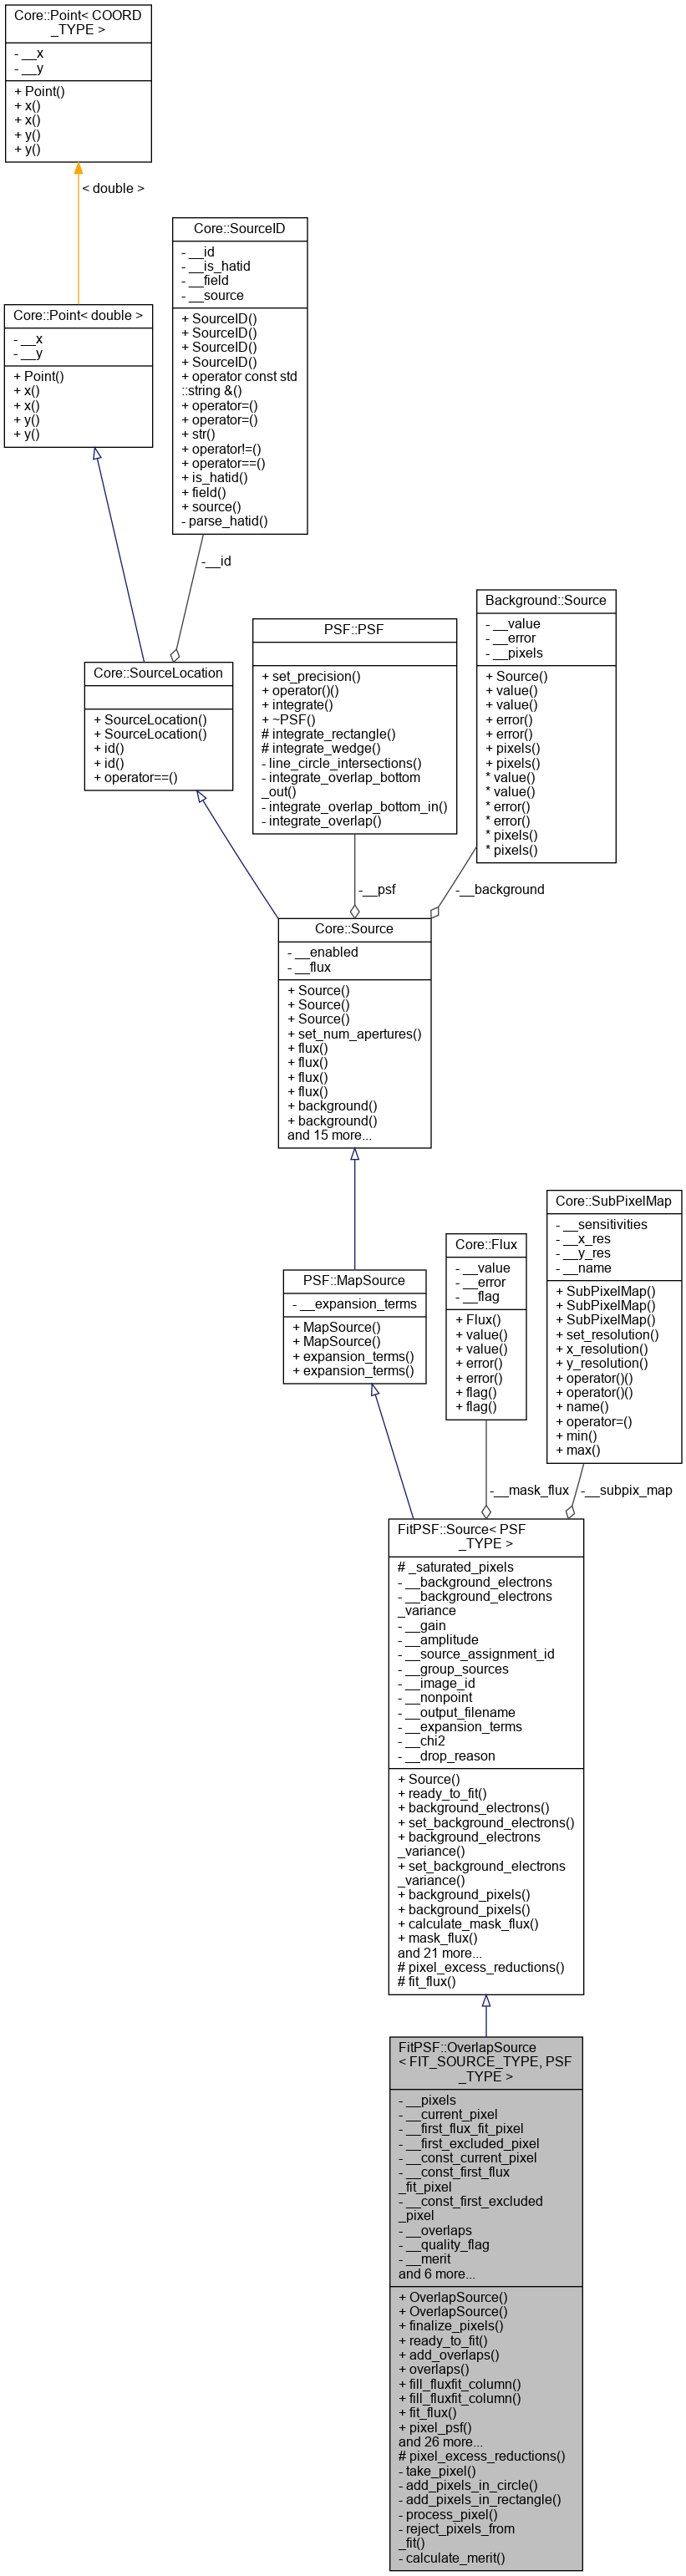 Core::Point< COORD
_TYPE >
- __x
- __y
+ Point()
+ x()
+ x()
+ y()
+ y()
< double >
Core::SourceID
- __id
- __is_hatid
- __field
- __source
+ SourceID()
+ SourceID()
+ SourceID()
+ SourceID()
+ operator const std
::string &()
+ operator=()
+ operator=()
+ str()
+ operator!=()
+ operator==()
+ is_hatid()
+ field()
+ source()
- parse_hatid()
Core::Point< double >
- __x
- __y
+ Point()
+ x()
+ x()
+ y()
+ y()
-__id
Core::SourceLocation
+ SourceLocation()
+ SourceLocation()
+ id()
+ id()
+ operator==()
PSF::PSF
+ set_precision()
+ operator()()
+ integrate()
+ ~PSF()
# integrate_rectangle()
# integrate_wedge()
- line_circle_intersections()
- integrate_overlap_bottom
_out()
- integrate_overlap_bottom_in()
- integrate_overlap()
Background::Source
- __value
- __error
- __pixels
+ Source()
+ value()
+ value()
+ error()
+ error()
+ pixels()
+ pixels()
* value()
* value()
* error()
* error()
* pixels()
* pixels()
-__psf
-__background
Core::Source
- __enabled
- __flux
+ Source()
+ Source()
+ Source()
+ set_num_apertures()
+ flux()
+ flux()
+ flux()
+ flux()
+ background()
+ background()
and 15 more...
PSF::MapSource
- __expansion_terms
+ MapSource()
+ MapSource()
+ expansion_terms()
+ expansion_terms()
Core::Flux
- __value
- __error
- __flag
+ Flux()
+ value()
+ value()
+ error()
+ error()
+ flag()
+ flag()
Core::SubPixelMap
- __sensitivities
- __x_res
- __y_res
- __name
+ SubPixelMap()
+ SubPixelMap()
+ SubPixelMap()
+ set_resolution()
+ x_resolution()
+ y_resolution()
+ operator()()
+ operator()()
+ name()
+ operator=()
+ min()
+ max()
-__mask_flux
-__subpix_map
FitPSF::Source< PSF
_TYPE >
# _saturated_pixels
- __background_electrons
- __background_electrons
_variance
- __gain
- __amplitude
- __source_assignment_id
- __group_sources
- __image_id
- __nonpoint
- __output_filename
- __expansion_terms
- __chi2
- __drop_reason
+ Source()
+ ready_to_fit()
+ background_electrons()
+ set_background_electrons()
+ background_electrons
_variance()
+ set_background_electrons
_variance()
+ background_pixels()
+ background_pixels()
+ calculate_mask_flux()
+ mask_flux()
and 21 more...
# pixel_excess_reductions()
# fit_flux()
FitPSF::OverlapSource
< FIT_SOURCE_TYPE, PSF
_TYPE >
- __pixels
- __current_pixel
- __first_flux_fit_pixel
- __first_excluded_pixel
- __const_current_pixel
- __const_first_flux
_fit_pixel
- __const_first_excluded
_pixel
- __overlaps
- __quality_flag
- __merit
and 6 more...
+ OverlapSource()
+ OverlapSource()
+ finalize_pixels()
+ ready_to_fit()
+ add_overlaps()
+ overlaps()
+ fill_fluxfit_column()
+ fill_fluxfit_column()
+ fit_flux()
+ pixel_psf()
and 26 more...
# pixel_excess_reductions()
- take_pixel()
- add_pixels_in_circle()
- add_pixels_in_rectangle()
- process_pixel()
- reject_pixels_from
_fit()
- calculate_merit()